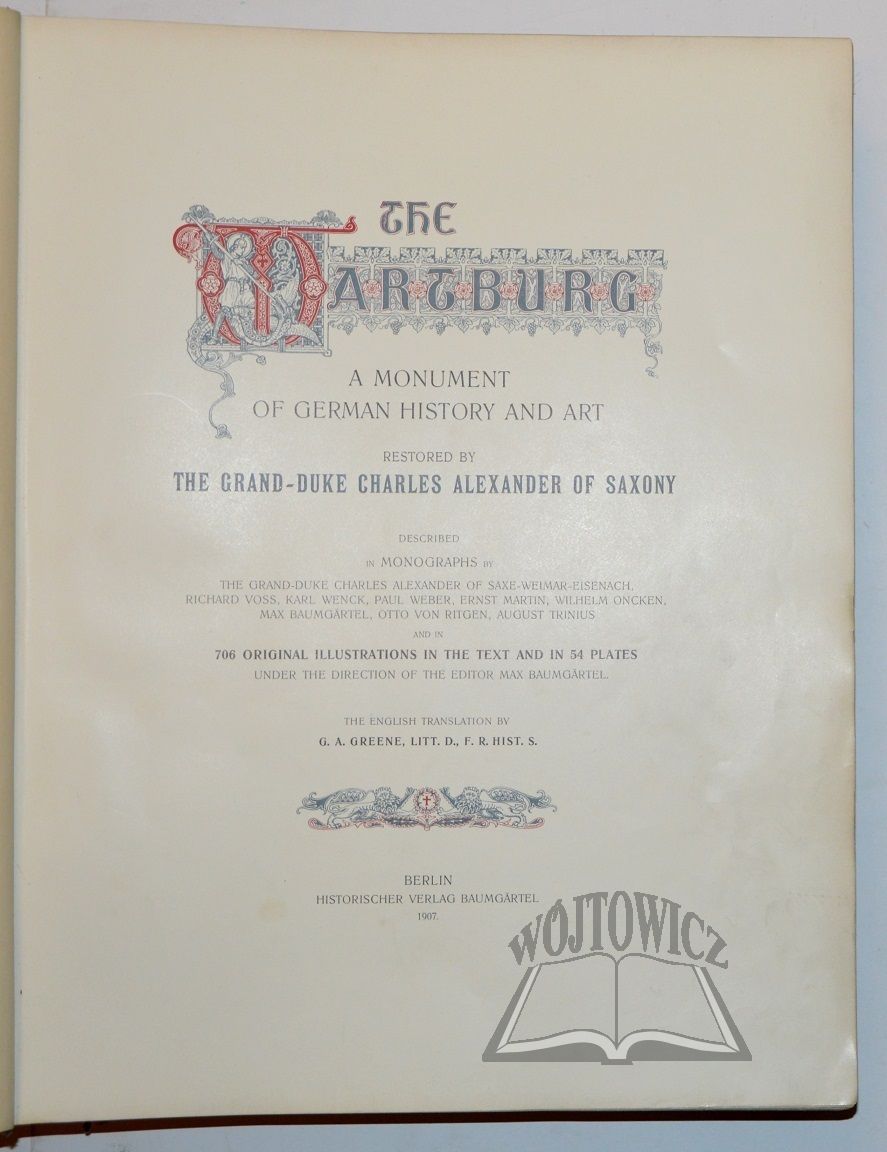 THE
WARTBURG
A MONUMENT
OF GERMAN HISTORY AND ART
RESTORED BY
THE GRAND-DUKE CHARLES ALEXANDER OF SAXONY
DESCRIBED
IN MONOGRAPHS BY
THE GRAND-DUKE CHARLES ALEXANDER OF SAXE-WEIMAR-EISENACH,
RICHARD VOSS, KARL WENCK, PAUL WEBER, ERNST MARTIN, WILHELM ONCKEN,
MAX BAUMGÄRTEL, OTTO VON RITGEN, AUGUST TRINIUS
AND IN
706 ORIGINAL ILLUSTRATIONS IN THE TEXT AND IN 54 PLATES
UNDER THE DIRECTION OF THE EDITOR MAX BAUMGÄRTEL.
THE ENGLISH TRANSLATION BY
G. A. GREENE, LITT. D., F. R. HIST. S.
BERLIN
HISTORISCHER VERLAG BAUMGÄRTEL
1907.
WÓJTOWICZ